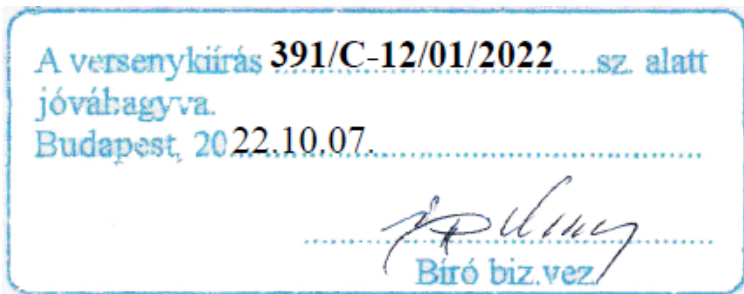 A versenykiírás 391/C-12/01/2022 sz. alatt
jóváhagyva.
Budapest, 2022.10.07.
Bíró biz.vez